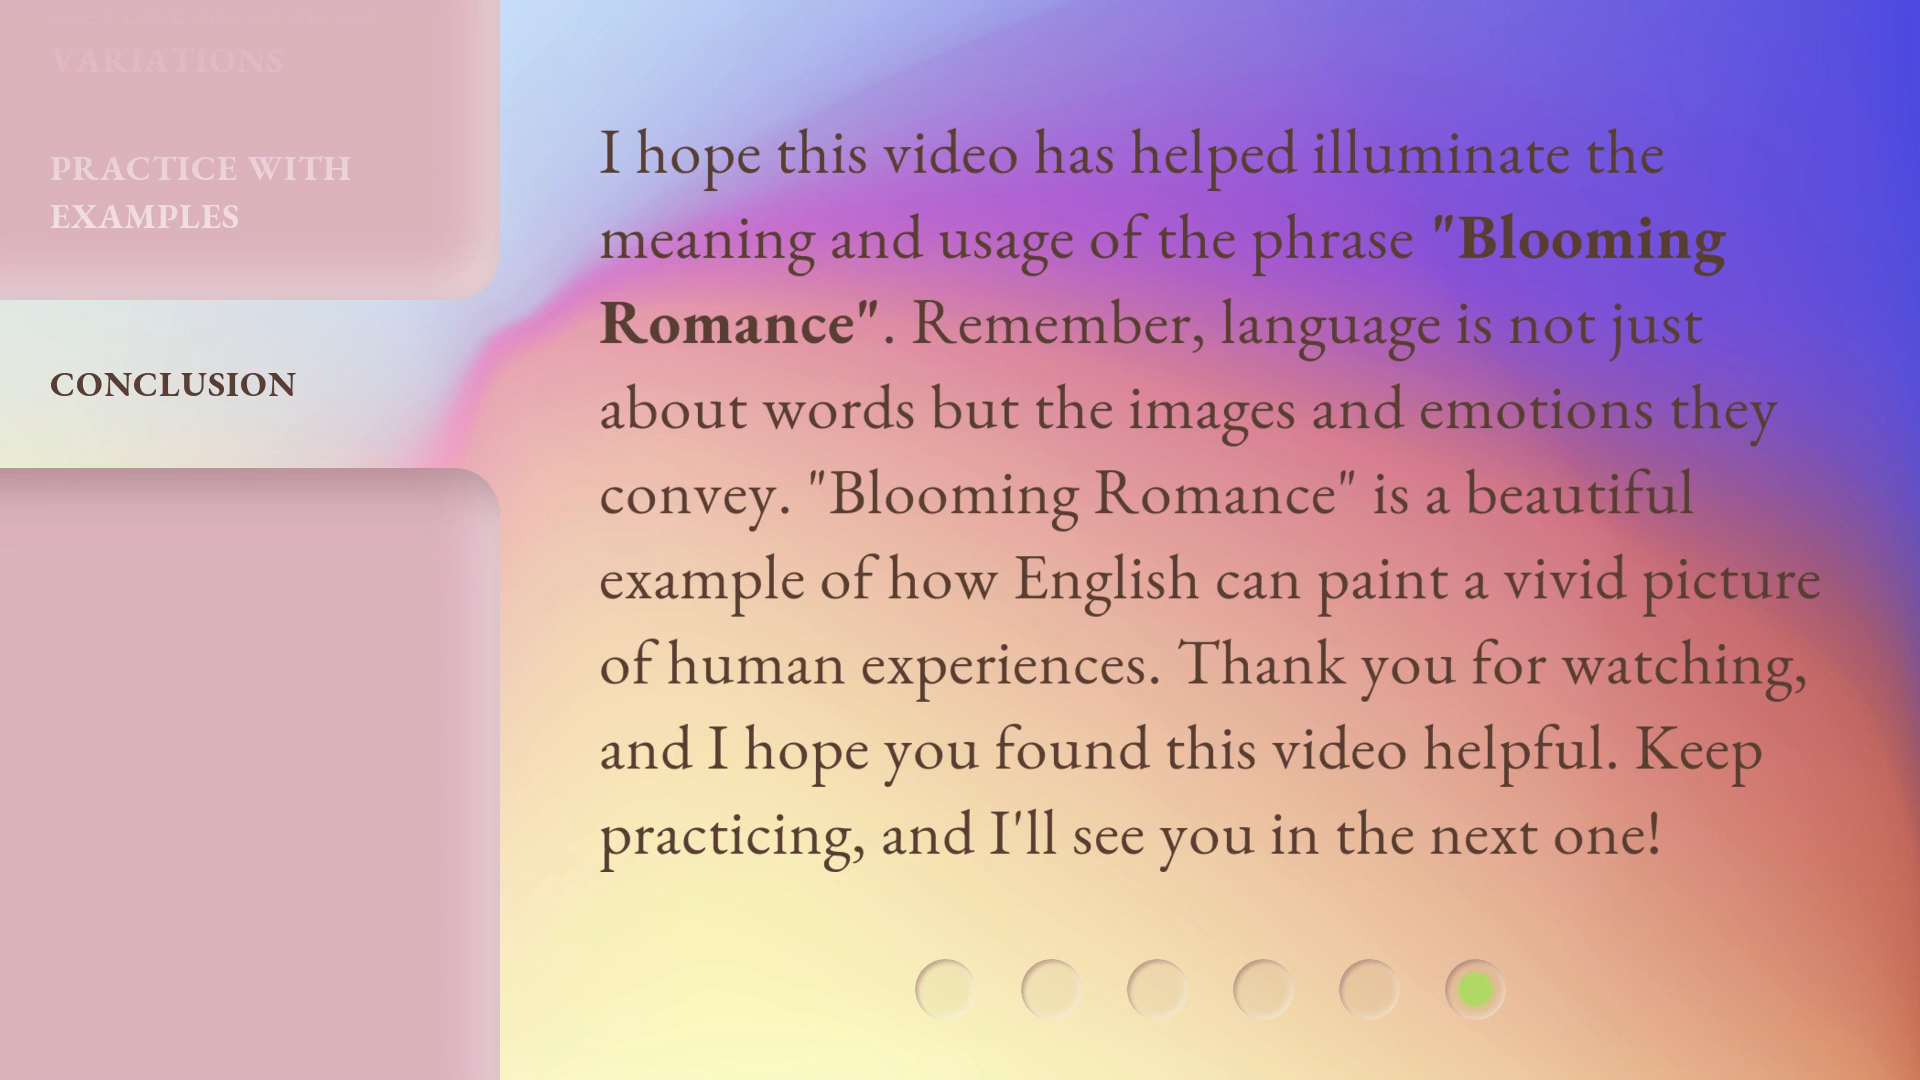 VARIATIONS
PRACTICE WITH
EXAMPLES
CONCLUSION
I hope this video has helped illuminate the
meaning and usage of the phrase "Blooming
Romance". Remember, language is not just
about words but the images and emotions they
convey. "Blooming Romance" is a beautiful
example of how English can paint a vivid picture
of human experiences. Thank you for watching,
and I hope you found this video helpful. Keep
practicing, and I'll see you in the next one!